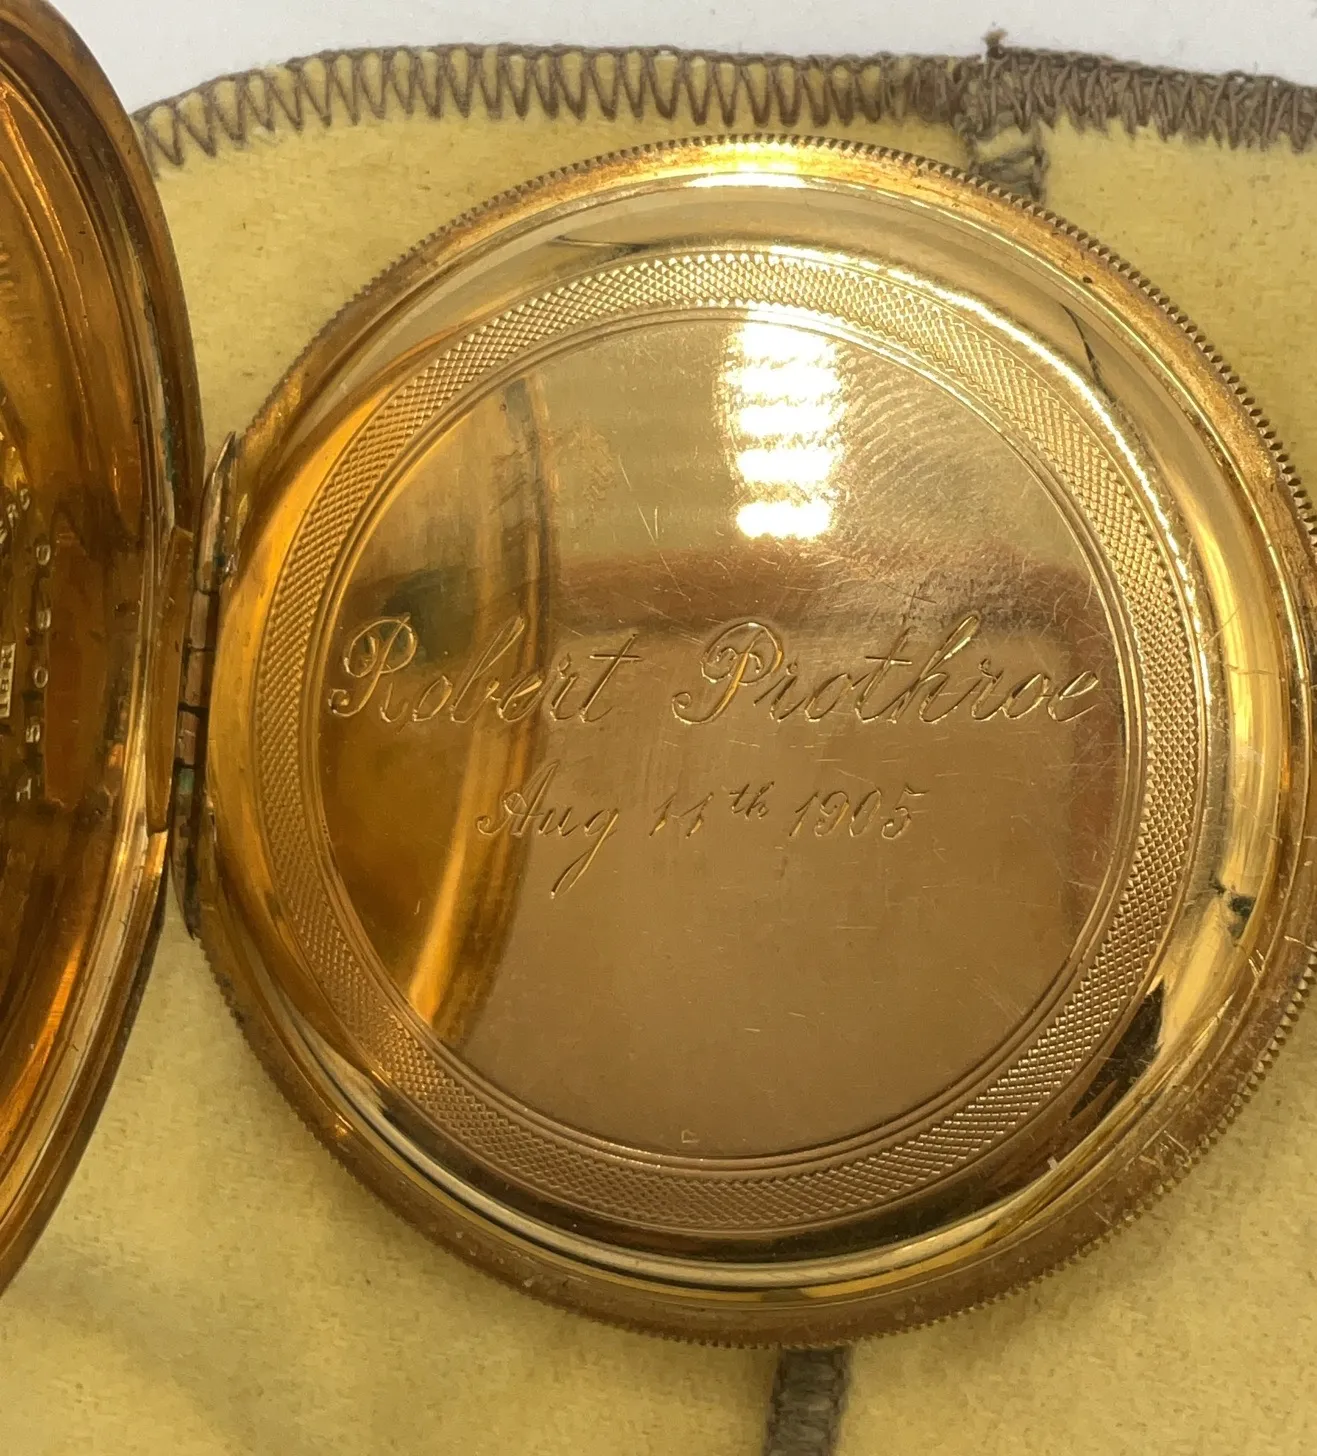 Robert Prothroe
Aug 11th 1905